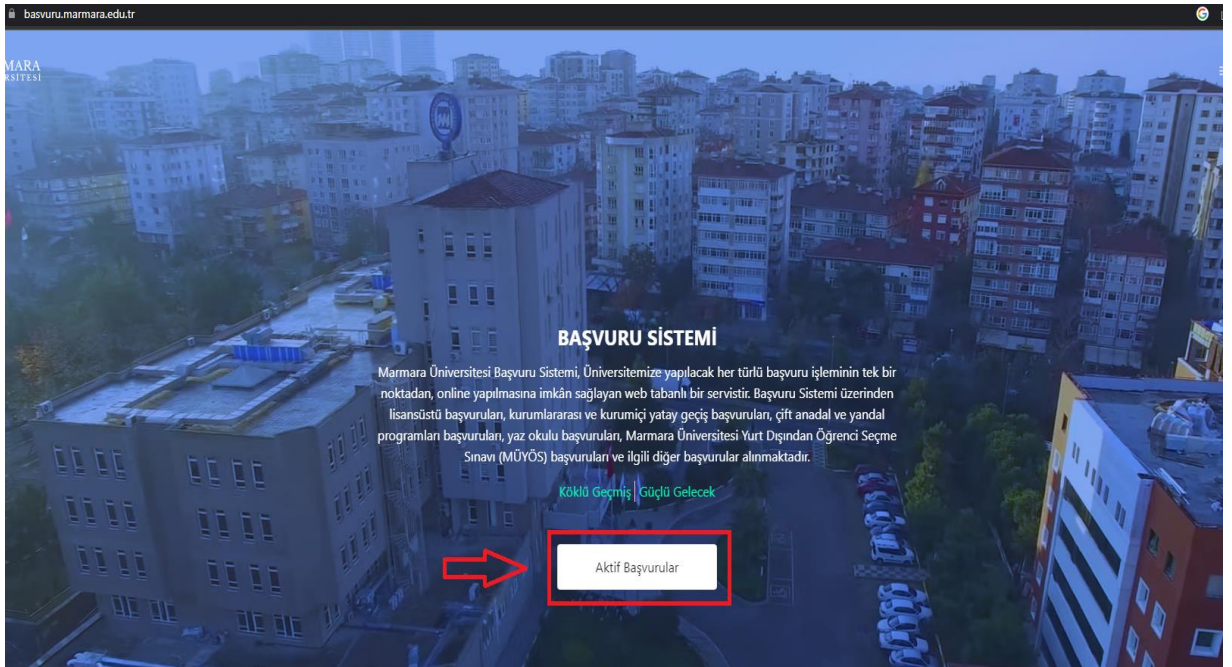 basvuru.marmara.edu.tr
MARA
RSİTESİ
BAŞVURU SİSTEMİ
Marmara Üniversitesi Başvuru Sistemi, Üniversitemize yapılacak her türlü başvuru işleminin tek bir
noktadan, online yapılmasına imkân sağlayan web tabanlı bir servistir. Başvuru Sistemi üzerinden
lisansüstü başvuruları, kurumlararası ve kurumiçi yatay geçiş başvuruları, çift anadal ve yandal
programları başvuruları, yaz okulu başvuruları, Marmara Üniversitesi Yurt Dışından Öğrenci Seçme
Sınavı (MÜYÖS) başvuruları ve ilgili diğer başvurular alınmaktadır.
Köklü Geçmiş | Güçlü Gelecek
Aktif Başvurular